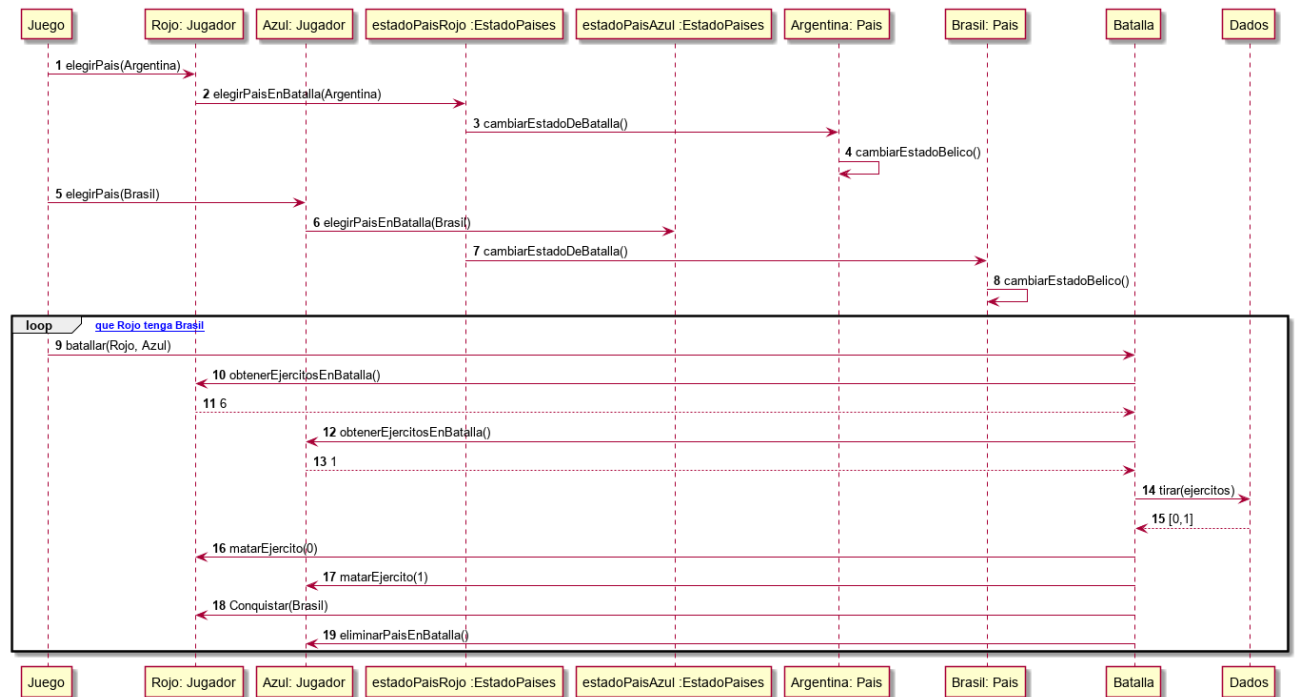 Juego Rojo: Jugador Azul: Jugador estadoPaisRojo :EstadoPaises estadoPaisAzul :EstadoPaises Argentina: Pais Brasil: Pais Batalla Dados
1 elegirPais(Argentina)
2 elegirPaisEnBatalla(Argentina)
3 cambiarEstadoDeBatalla()
4 cambiarEstadoBelico()
5 elegirPais(Brasil)
6 elegirPaisEnBatalla(Brasil)
7 cambiarEstadoDeBatalla()
8 cambiarEstadoBelico()
loop que Rojo tenga Brasil
9 batallar(Rojo, Azul)
10 obtenerEjercitosEnBatalla()
11 6
12 obtenerEjercitosEnBatalla()
13 1
14 tirar(ejercitos)
15 [0,1]
16 matarEjercito(0)
17 matarEjercito(1)
18 Conquistar(Brasil)
19 eliminarPaisEnBatalla()
Juego Rojo: Jugador Azul: Jugador estadoPaisRojo :EstadoPaises estadoPaisAzul :EstadoPaises Argentina: Pais Brasil: Pais Batalla Dados